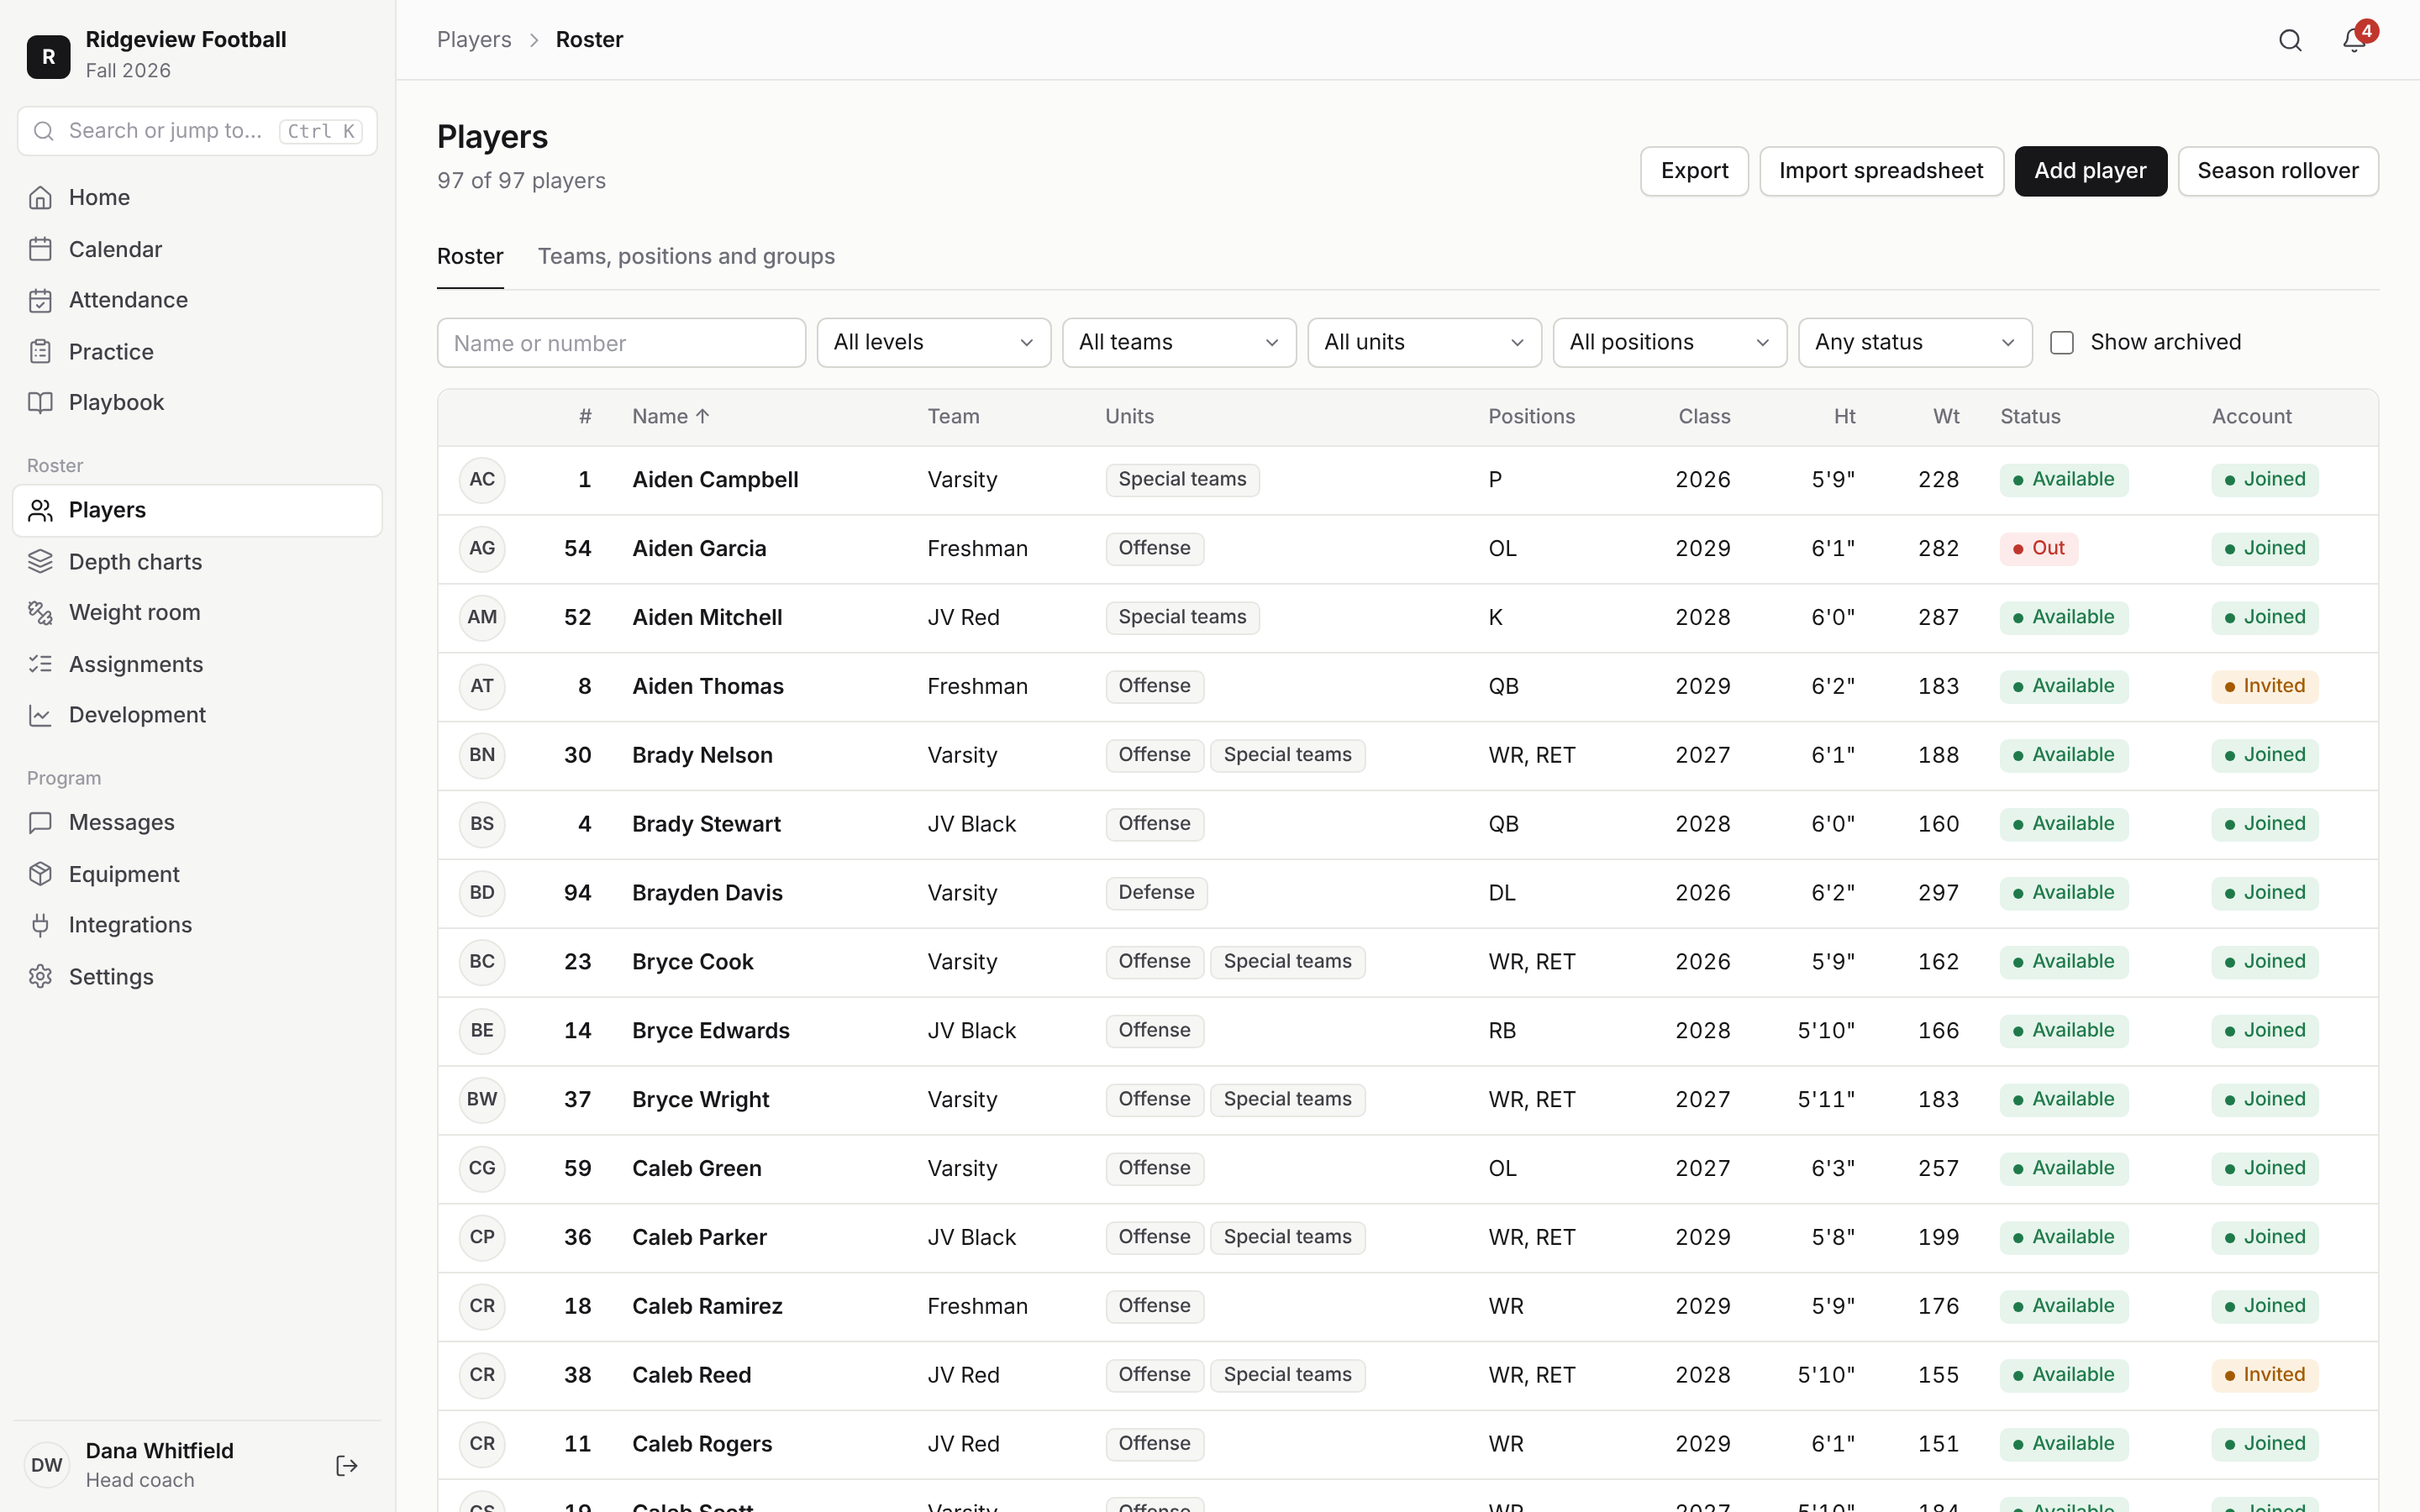 R
Ridgeview Football
Fall 2026
Search or jump to... Ctrl K
Home
Calendar
Attendance
Practice
Playbook
Roster
Players
Depth charts
Weight room
Assignments
Development
Program
Messages
Equipment
Integrations
Settings
DW
Dana Whitfield
Head coach
Players > Roster
4
Players
97 of 97 players
Export Import spreadsheet Add player Season rollover
Roster Teams, positions and groups
Name or number All levels All teams All units All positions Any status Show archived
# Name ↑ Team Units Positions Class Ht Wt Status Account
AC 1 Aiden Campbell Varsity Special teams P 2026 5'9" 228 Available Joined
AG 54 Aiden Garcia Freshman Offense OL 2029 6'1" 282 Out Joined
AM 52 Aiden Mitchell JV Red Special teams K 2028 6'0" 287 Available Joined
AT 8 Aiden Thomas Freshman Offense QB 2029 6'2" 183 Available Invited
BN 30 Brady Nelson Varsity Offense Special teams WR, RET 2027 6'1" 188 Available Joined
BS 4 Brady Stewart JV Black Offense QB 2028 6'0" 160 Available Joined
BD 94 Brayden Davis Varsity Defense DL 2026 6'2" 297 Available Joined
BC 23 Bryce Cook Varsity Offense Special teams WR, RET 2026 5'9" 162 Available Joined
BE 14 Bryce Edwards JV Black Offense RB 2028 5'10" 166 Available Joined
BW 37 Bryce Wright Varsity Offense Special teams WR, RET 2027 5'11" 183 Available Joined
CG 59 Caleb Green Varsity Offense OL 2027 6'3" 257 Available Joined
CP 36 Caleb Parker JV Black Offense Special teams WR, RET 2029 5'8" 199 Available Joined
CR 18 Caleb Ramirez Freshman Offense WR 2029 5'9" 176 Available Joined
CR 38 Caleb Reed JV Red Offense Special teams WR, RET 2028 5'10" 155 Available Invited
CR 11 Caleb Rogers JV Red Offense WR 2029 6'1" 151 Available Joined
CS 19 Caleb Scott Varsity Offense WR 2027 5'10" 184 Available Joined